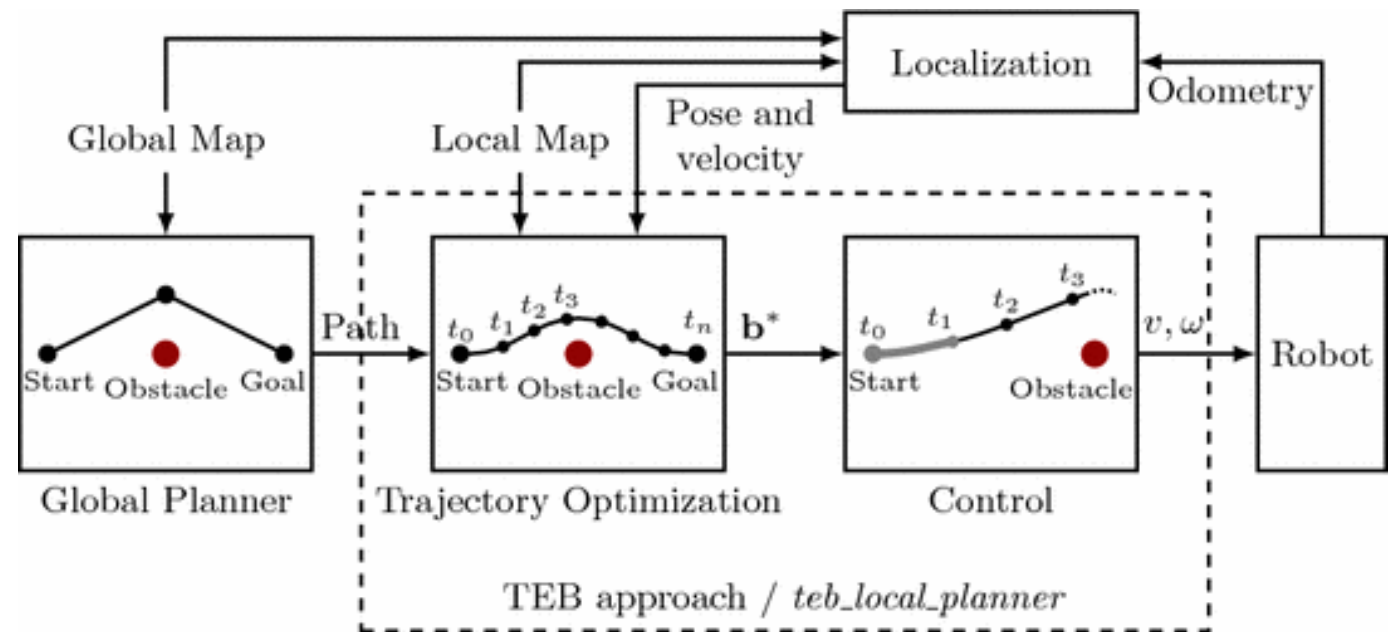 Localization
Odometry
Pose and
velocity
Global Map
Local Map
Start
Obstacle
Goal
Path
t₀
t₁
t₂
t₃
tₙ
Start
Obstacle
Goal
b*
t₀
t₁
t₂
t₃
Start
Obstacle
v, ω
Robot
Global Planner
Trajectory Optimization
Control
TEB approach / teb_local_planner